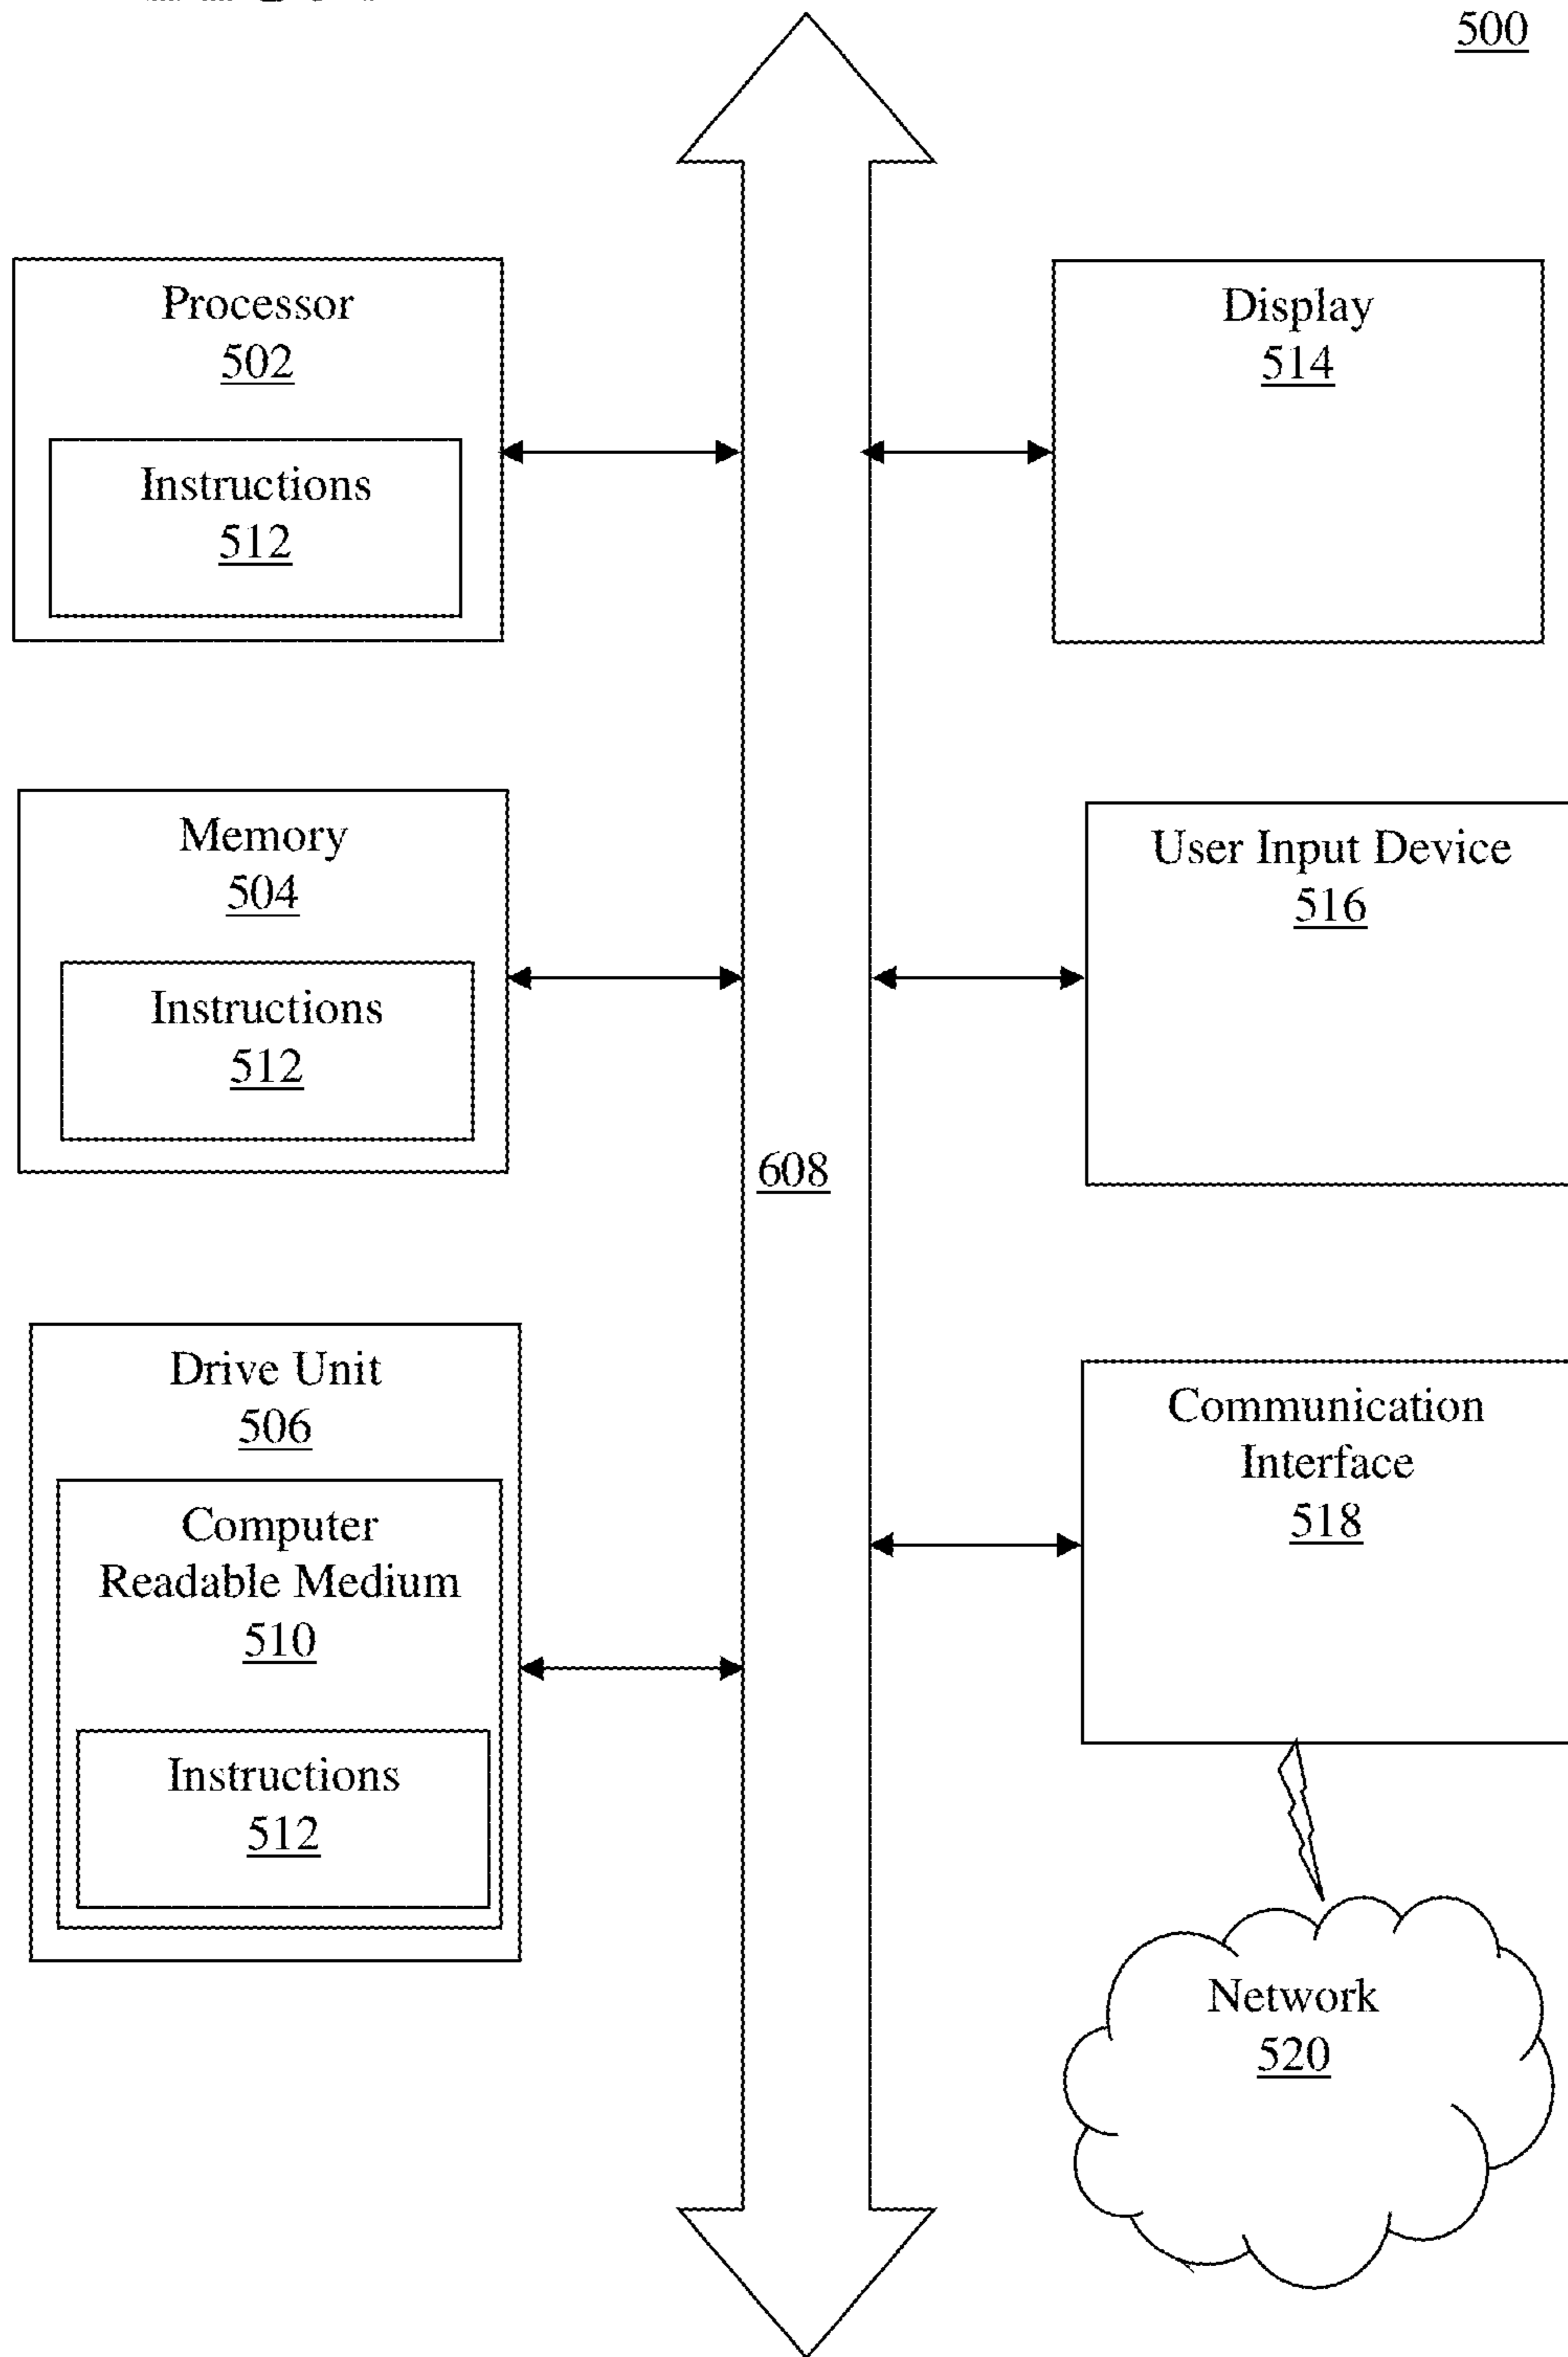 500
Processor
502
Instructions
512
Display
514
Memory
504
Instructions
512
User Input Device
516
608
Drive Unit
506
Computer
Readable Medium
510
Instructions
512
Communication
Interface
518
Network
520